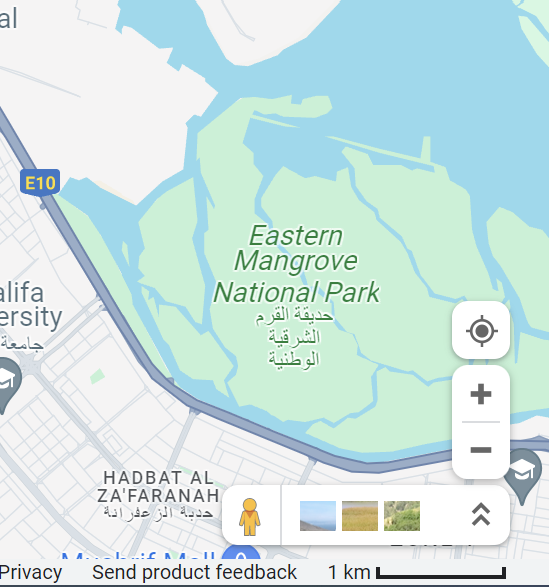 al
E10
Eastern
Mangrove
National Park
حديقة القرم
الشرقية
الوطنية
alifa
ersity
جامعة
HADBAT AL
ZA'FARANAH
حدبة الزعفرانة
Mushrif Mall
Privacy
Send product feedback
1 km